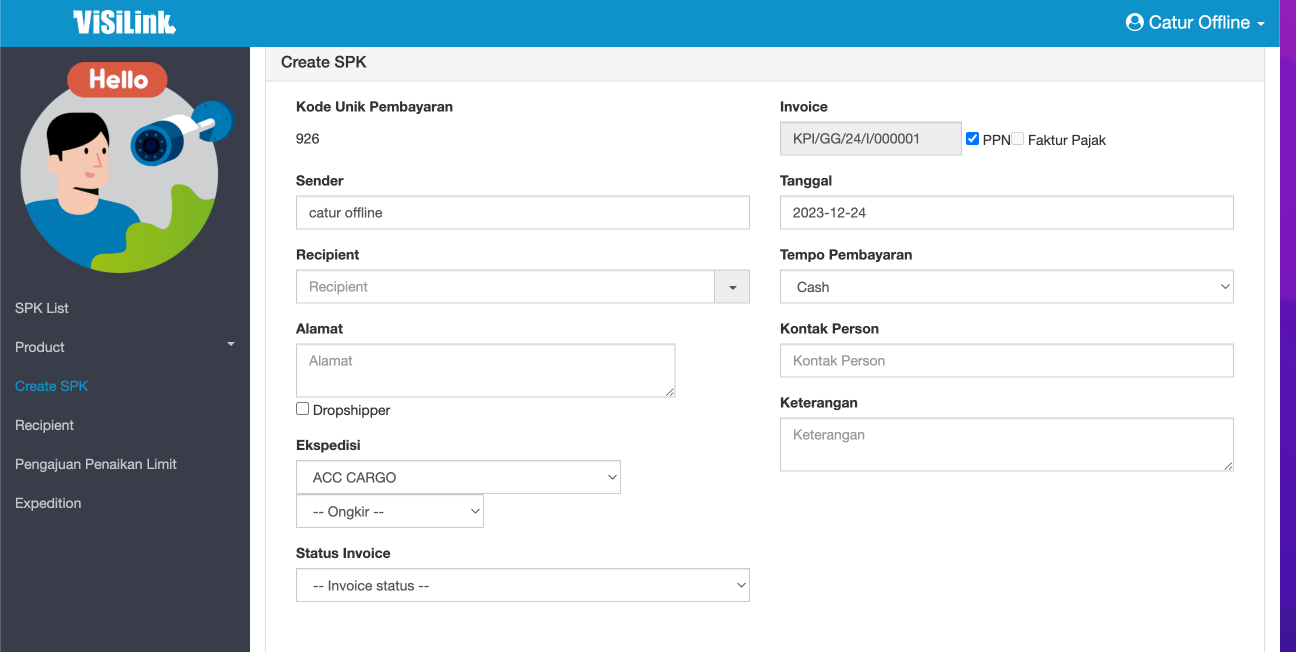 ViSiLink
Catur Offline
Hello
SPK List
Product
Create SPK
Recipient
Pengajuan Penaikan Limit
Expedition
Create SPK
Kode Unik Pembayaran
926
Sender
catur offline
Recipient
Recipient
Alamat
Alamat
Dropshipper
Ekspedisi
ACC CARGO
-- Ongkir --
Status Invoice
-- Invoice status --
Invoice
KPI/GG/24/I/000001 PPN Faktur Pajak
Tanggal
2023-12-24
Tempo Pembayaran
Cash
Kontak Person
Kontak Person
Keterangan
Keterangan